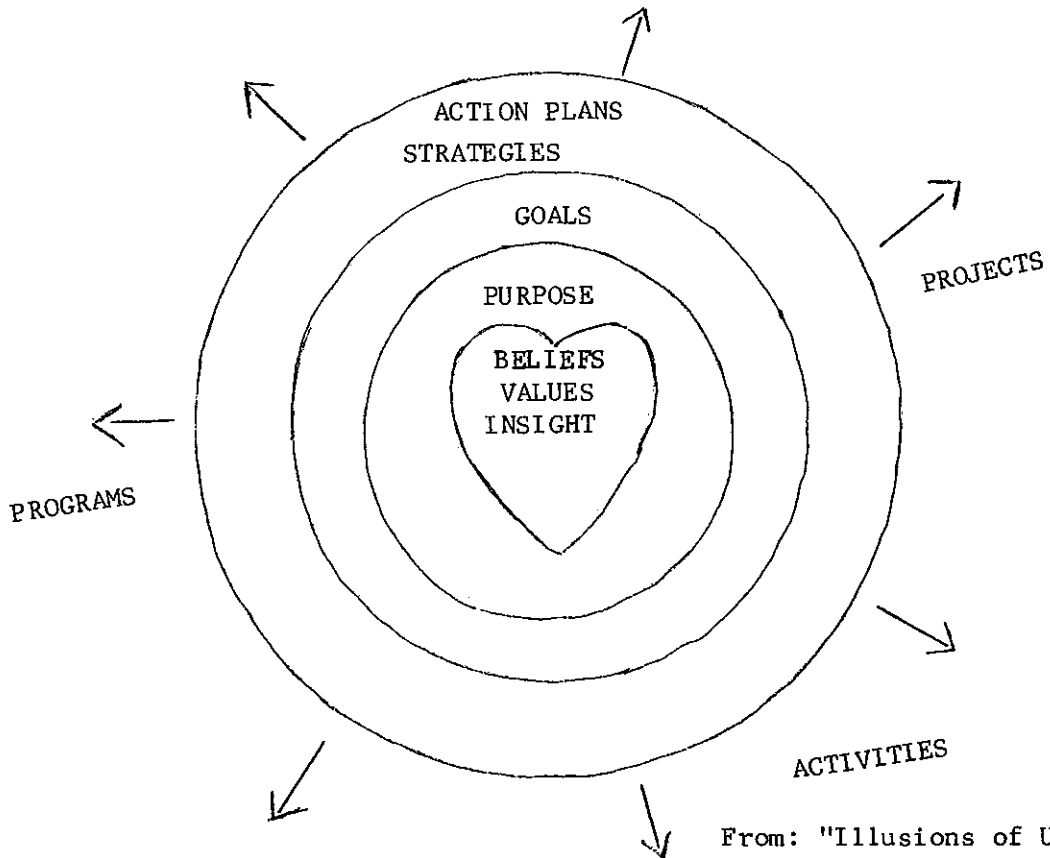 ACTION PLANS
STRATEGIES
GOALS
PURPOSE
BELIEFS
VALUES
INSIGHT
PROJECTS
PROGRAMS
ACTIVITIES
From: "Illusions of